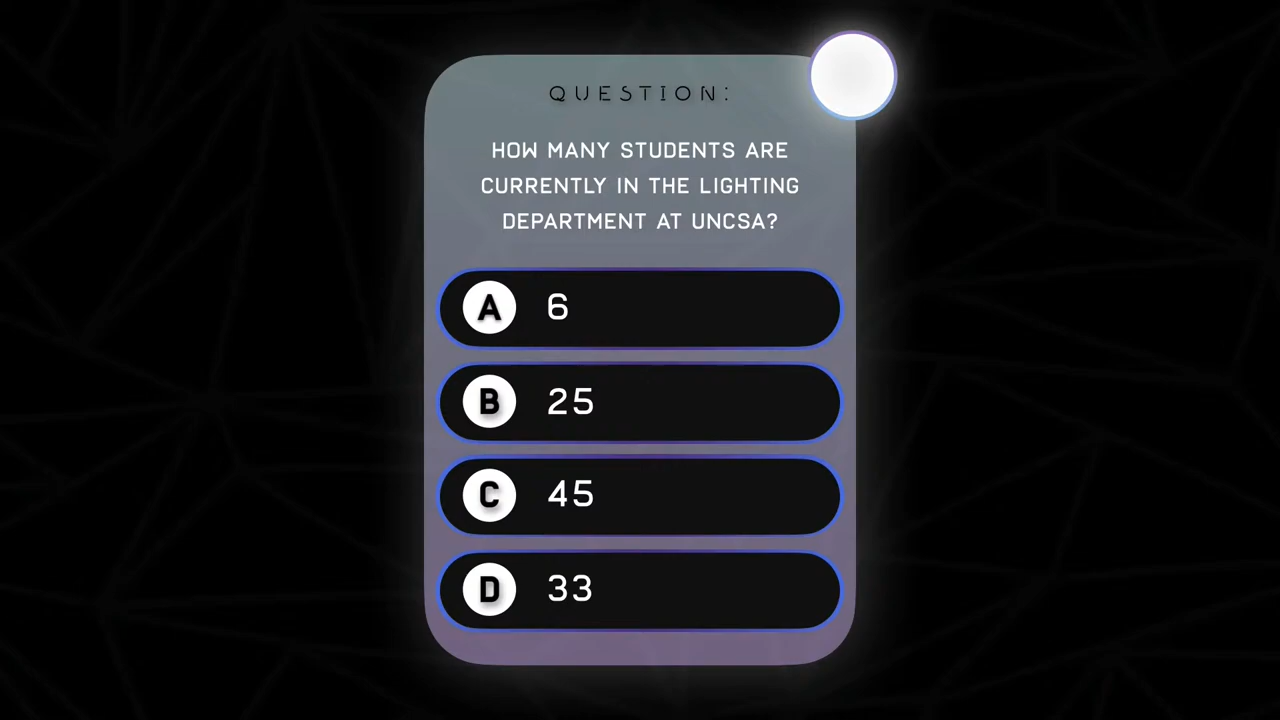 QUESTION:
HOW MANY STUDENTS ARE
CURRENTLY IN THE LIGHTING
DEPARTMENT AT UNCSA?
A 6
B 25
C 45
D 33